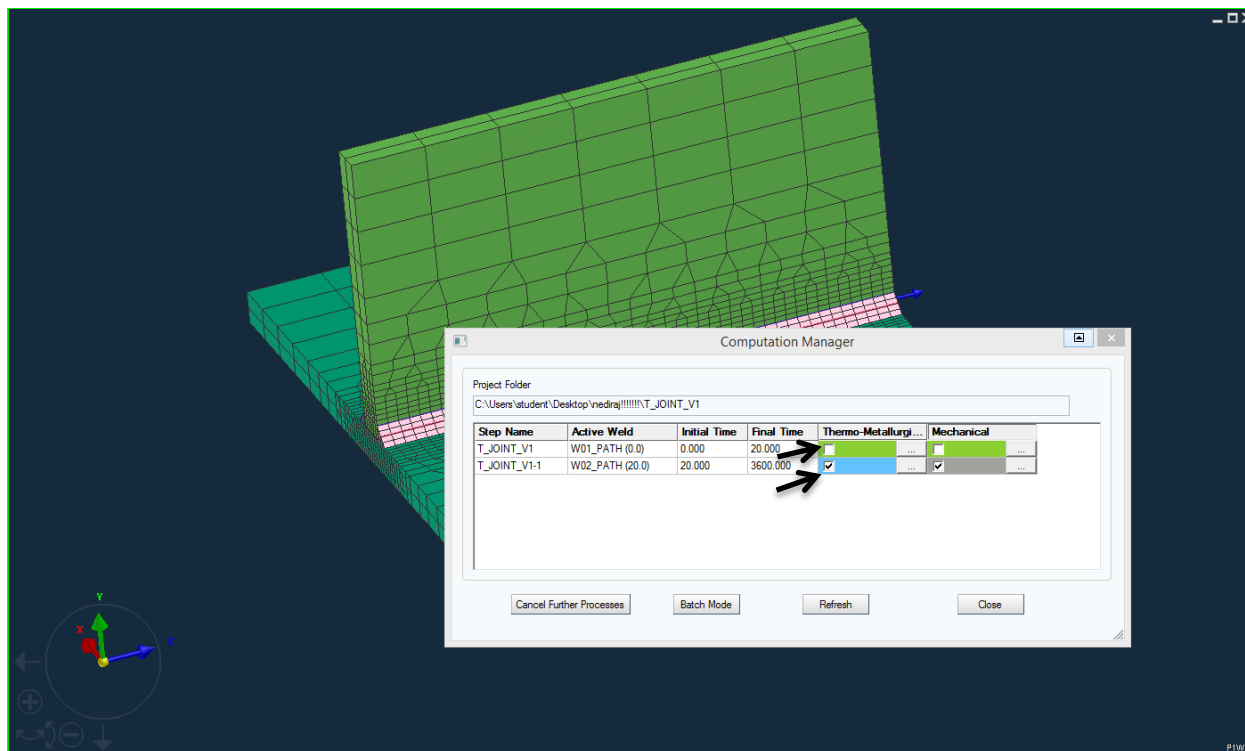 Computation Manager
Project Folder
C:\Users\student\Desktop\nediraj!!!!!!!\T_JOINT_V1
Step Name Active Weld Initial Time Final Time Thermo-Metallurgi... Mechanical
T_JOINT_V1 W01_PATH (0.0) 0.000 20.000 ... ...
T_JOINT_V1-1 W02_PATH (20.0) 20.000 3600.000 ... ...
Cancel Further Processes Batch Mode Refresh Close
Y
X
Z